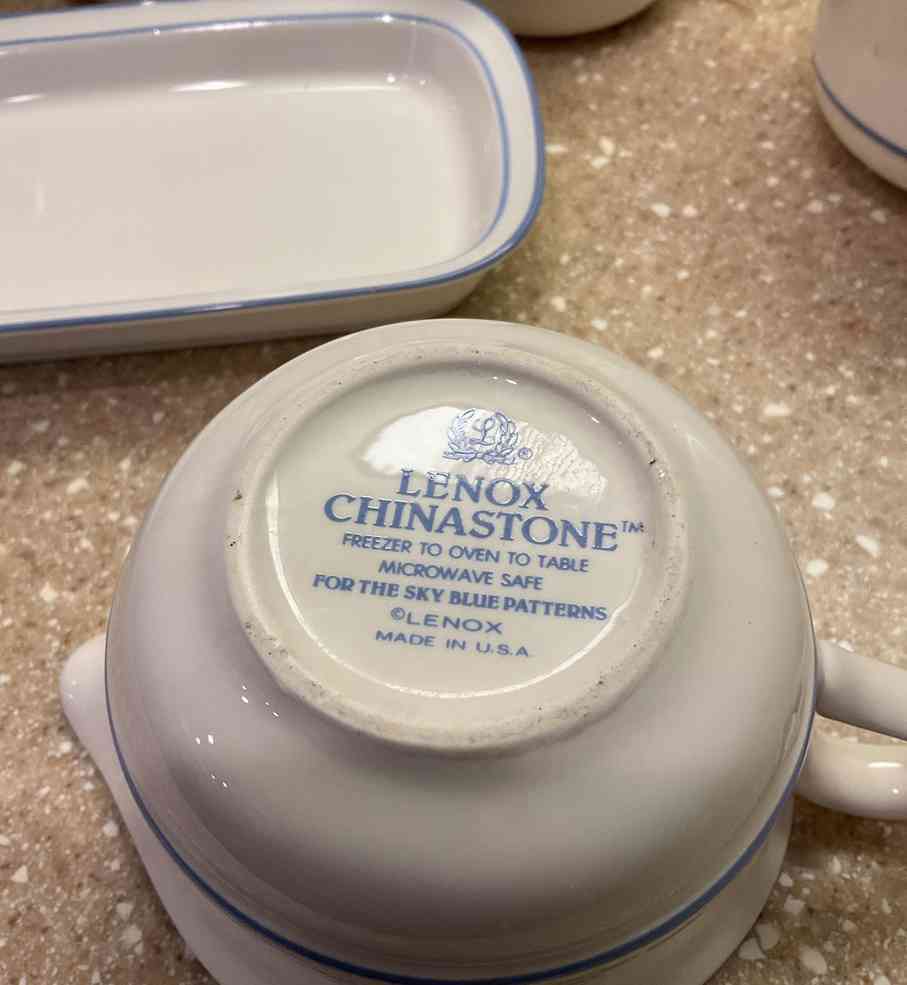 L®
LENOX
CHINASTONE™
FREEZER TO OVEN TO TABLE
MICROWAVE SAFE
FOR THE SKY BLUE PATTERNS
©LENOX
MADE IN U.S.A.